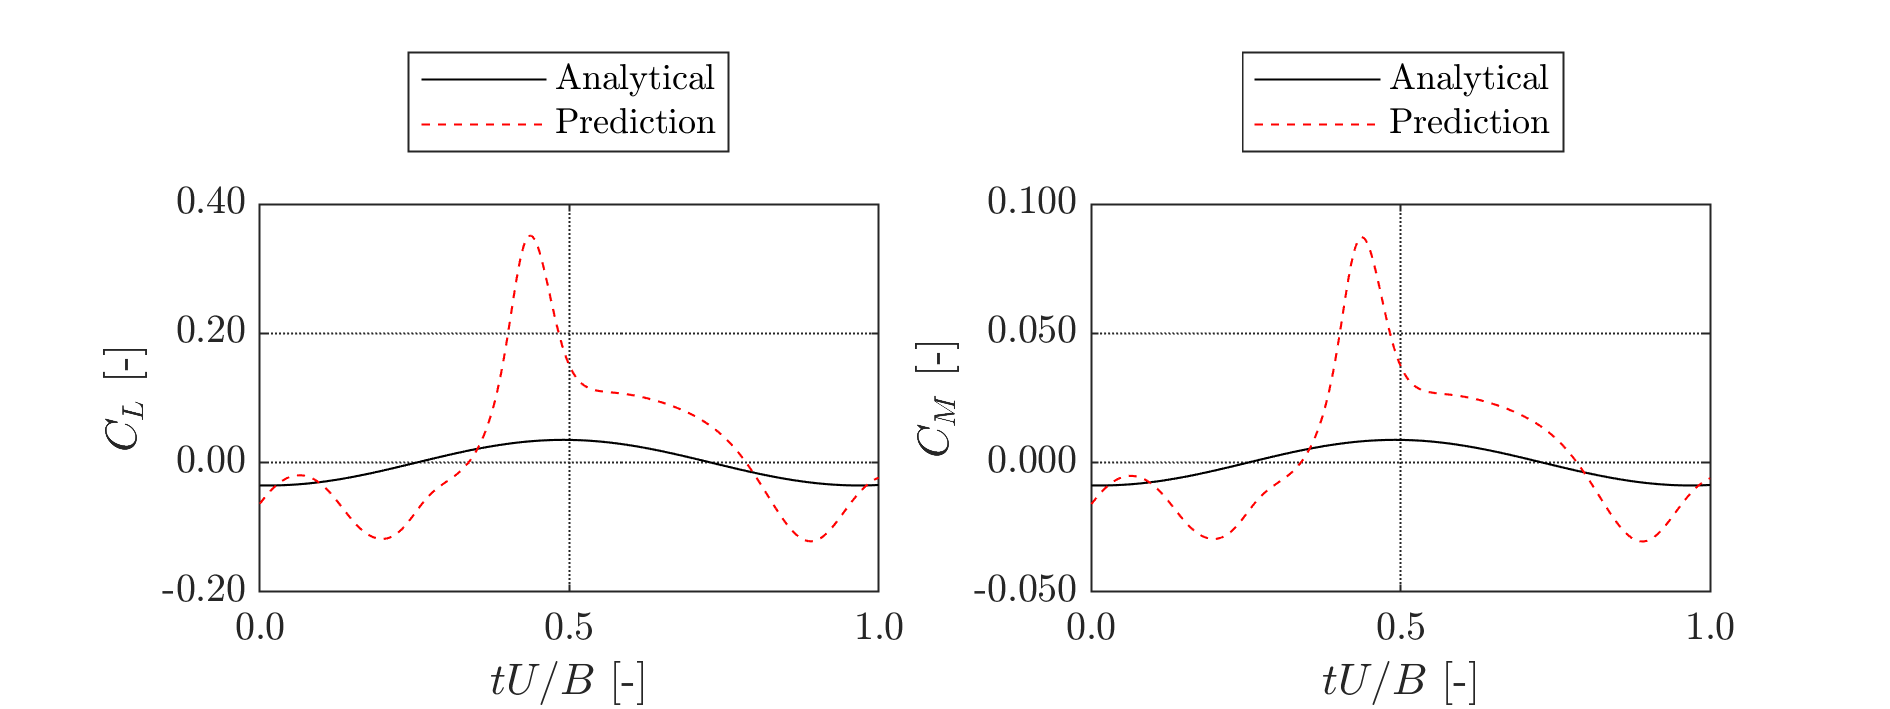 Analytical
Prediction
0.40
0.20
0.00
-0.20
0.0 0.5 1.0
C_L [-]
tU/B [-]
Analytical
Prediction
0.100
0.050
0.000
-0.050
0.0 0.5 1.0
C_M [-]
tU/B [-]